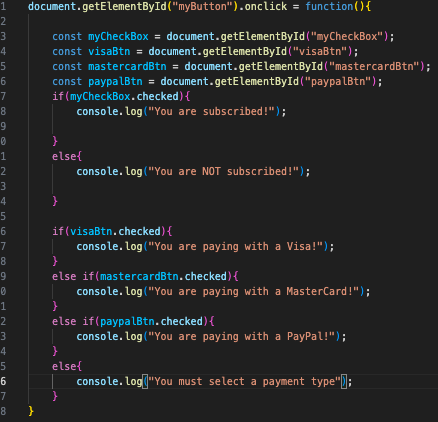 1 document.getElementById("myButton").onclick = function(){
2
3 const myCheckBox = document.getElementById("myCheckBox");
4 const visaBtn = document.getElementById("visaBtn");
5 const mastercardBtn = document.getElementById("mastercardBtn");
6 const paypalBtn = document.getElementById("paypalBtn");
7 if(myCheckBox.checked){
8 console.log("You are subscribed!");
9
0 }
1 else{
2 console.log("You are NOT subscribed!");
3
4 }
5
6 if(visaBtn.checked){
7 console.log("You are paying with a Visa!");
8 }
9 else if(mastercardBtn.checked){
0 console.log("You are paying with a MasterCard!");
1 }
2 else if(paypalBtn.checked){
3 console.log("You are paying with a PayPal!");
4 }
5 else{
6 console.log("You must select a payment type");
7 }
8 }